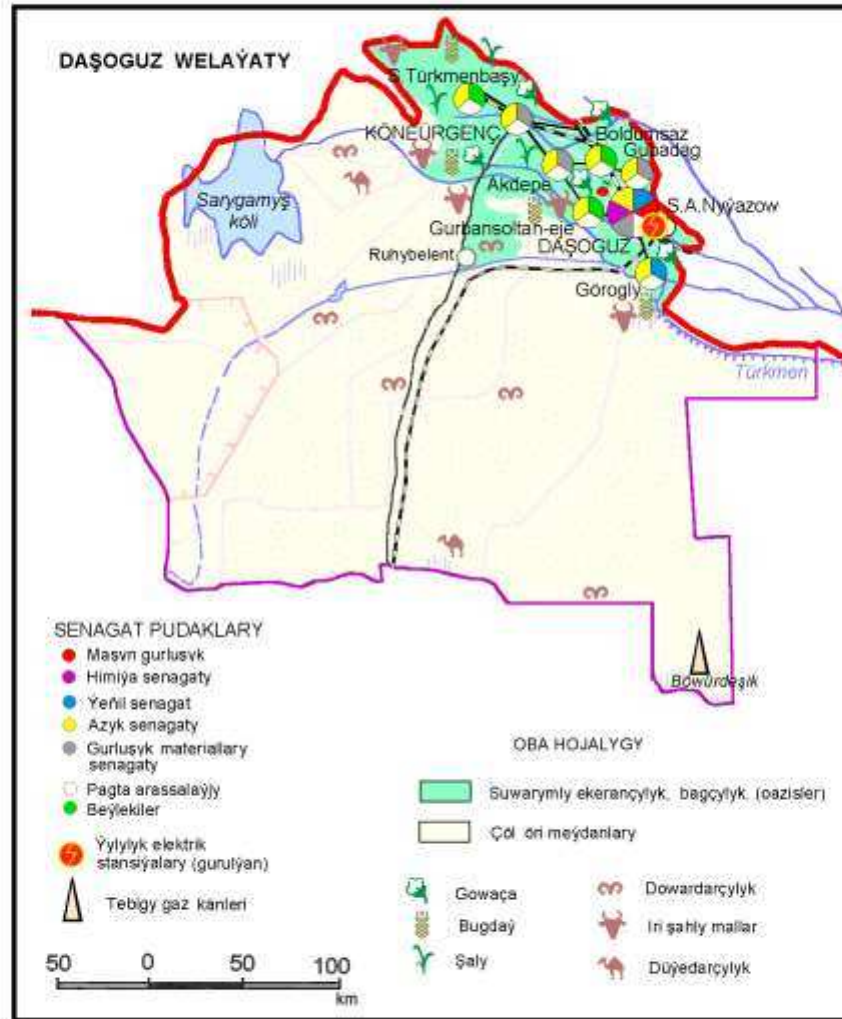 DAŞOGUZ WELAÝATY
S.Türkmenbaşy
KÖNEURGENÇ
Boldumsaz
Gubadag
Akdepe
S.A.Nyýazow
Gurbansoltan-eje
DAŞOGUZ
Ruhybelent
Görogly
Sarygamyş
köli
Türkmen
Böwürdeşik
SENAGAT PUDAKLARY
Masvn gurlusvk
Himiýa senagaty
Ýeňil senagat
Azyk senagaty
Gurluşyk materiallary
senagaty
Pagta arassalaýjy
Beýlekiler
Ýylylyk elektrik
stansiýalary (gurulýan)
Tebigy gaz känleri
50 0 50 100
km
OBA HOJALYGY
Suwarymly ekerançylyk, bagçylyk, (oazisler)
Çöl öri meýdanlary
Gowaça
Bugdaý
Şaly
Dowardarçylyk
Iri şahly mallar
Düýedarçylyk